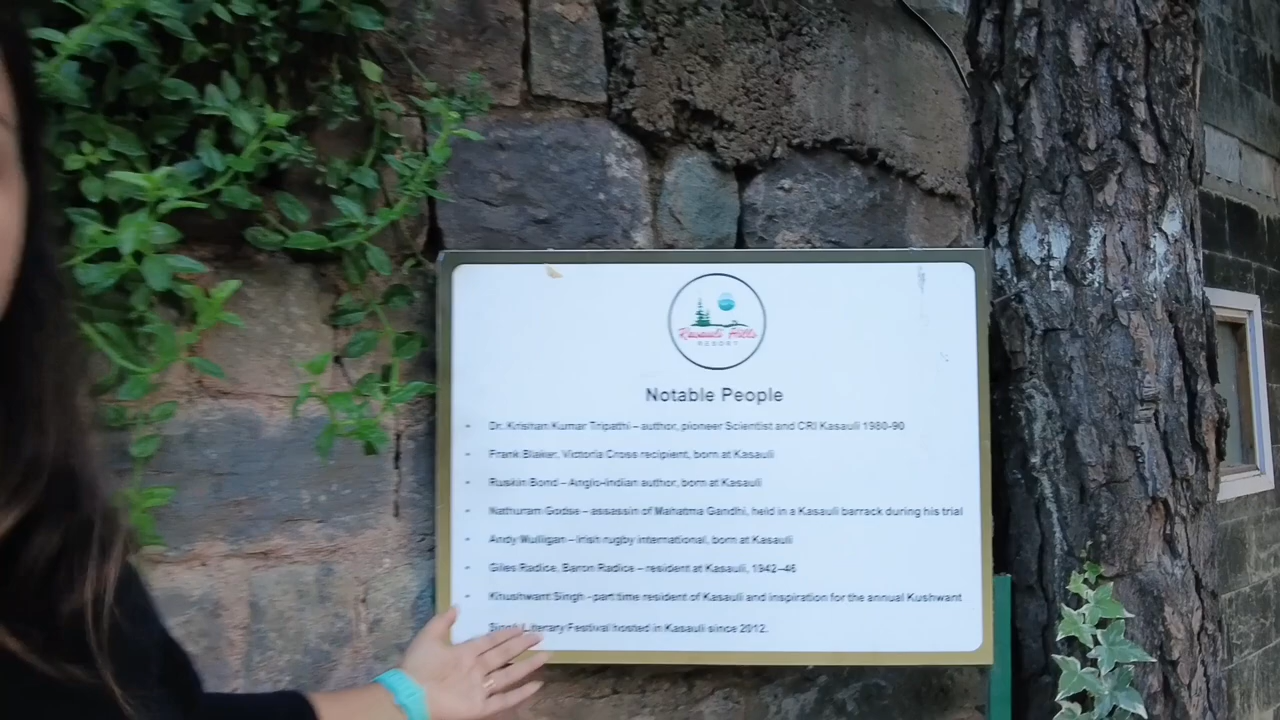 Kasauli Hills
RESORT
Notable People
• Dr. Krishan Kumar Tripathi – author, pioneer Scientist and CRI Kasauli 1980-90
• Frank Blaker, Victoria Cross recipient, born at Kasauli
• Ruskin Bond – Anglo-Indian author, born at Kasauli
• Nathuram Godse – assassin of Mahatma Gandhi, held in a Kasauli barrack during his trial
• Andy Mulligan – Irish rugby international, born at Kasauli
• Giles Radice, Baron Radice – resident at Kasauli, 1942–46
• Khushwant Singh -part time resident of Kasauli and inspiration for the annual Kushwant
Singh Literary Festival hosted in Kasauli since 2012.